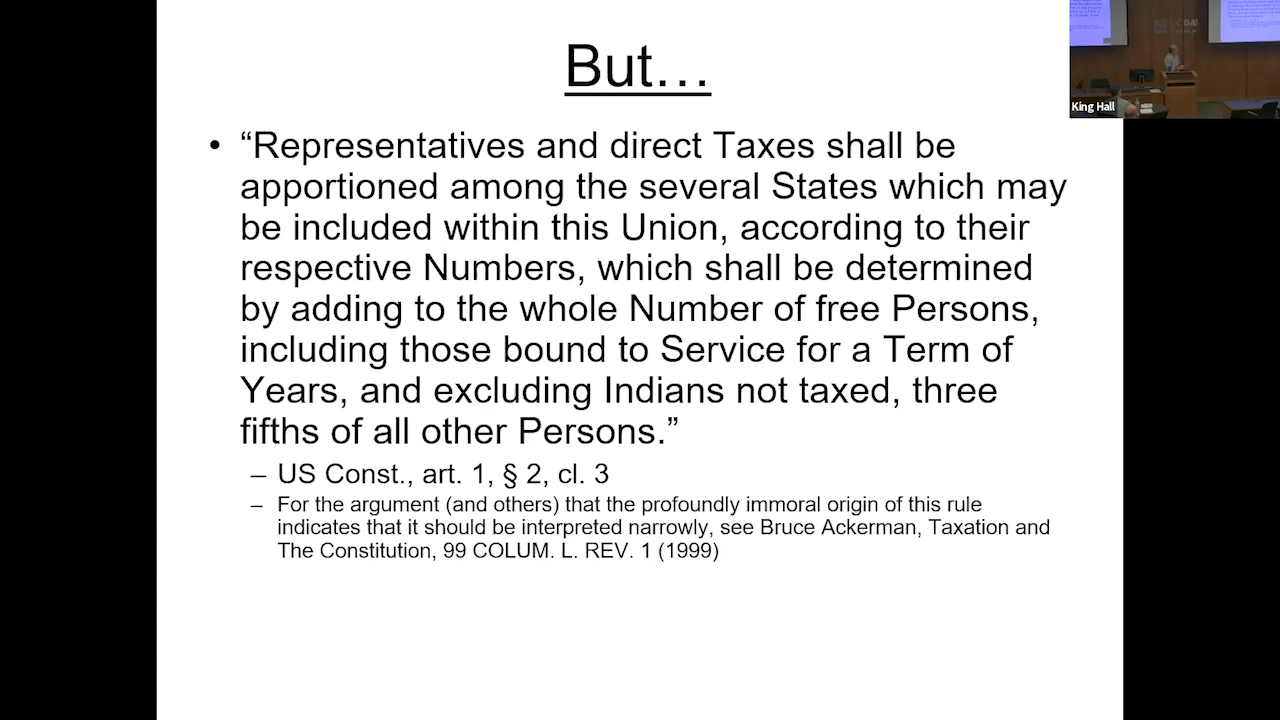 But…
• “Representatives and direct Taxes shall be
apportioned among the several States which may
be included within this Union, according to their
respective Numbers, which shall be determined
by adding to the whole Number of free Persons,
including those bound to Service for a Term of
Years, and excluding Indians not taxed, three
fifths of all other Persons.”
– US Const., art. 1, § 2, cl. 3
– For the argument (and others) that the profoundly immoral origin of this rule
indicates that it should be interpreted narrowly, see Bruce Ackerman, Taxation and
The Constitution, 99 COLUM. L. REV. 1 (1999)
King Hall